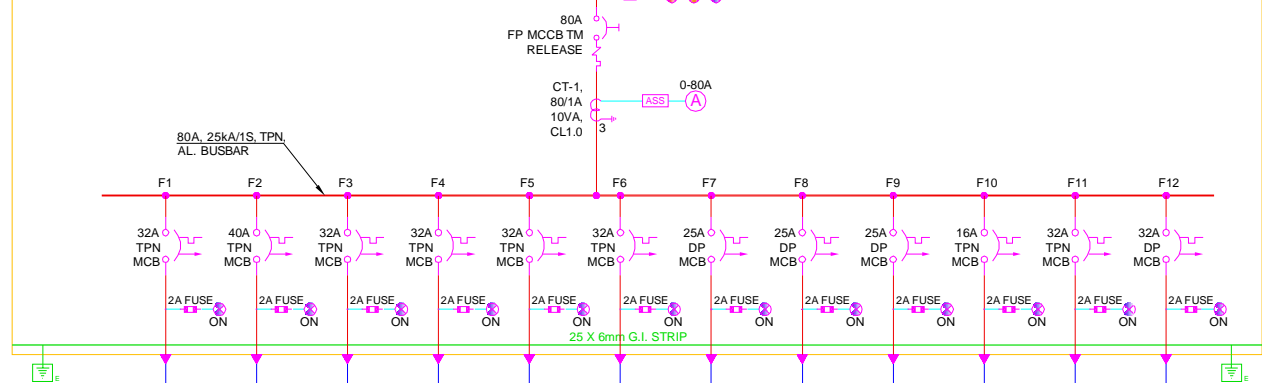 80A
FP MCCB TM
RELEASE
CT-1,
80/1A
10VA,
CL1.0
3
ASS
0-80A
A
80A, 25kA/1S, TPN,
AL. BUSBAR
F1 F2 F3 F4 F5 F6 F7 F8 F9 F10 F11 F12
32A 40A 32A 32A 32A 32A 25A 25A 25A 16A 32A 32A
TPN TPN TPN TPN TPN TPN DP DP DP TPN TPN DP
MCB MCB MCB MCB MCB MCB MCB MCB MCB MCB MCB MCB
2A FUSE 2A FUSE 2A FUSE 2A FUSE 2A FUSE 2A FUSE 2A FUSE 2A FUSE 2A FUSE 2A FUSE 2A FUSE 2A FUSE
ON ON ON ON ON ON ON ON ON ON ON ON
25 X 6mm G.I. STRIP
E E